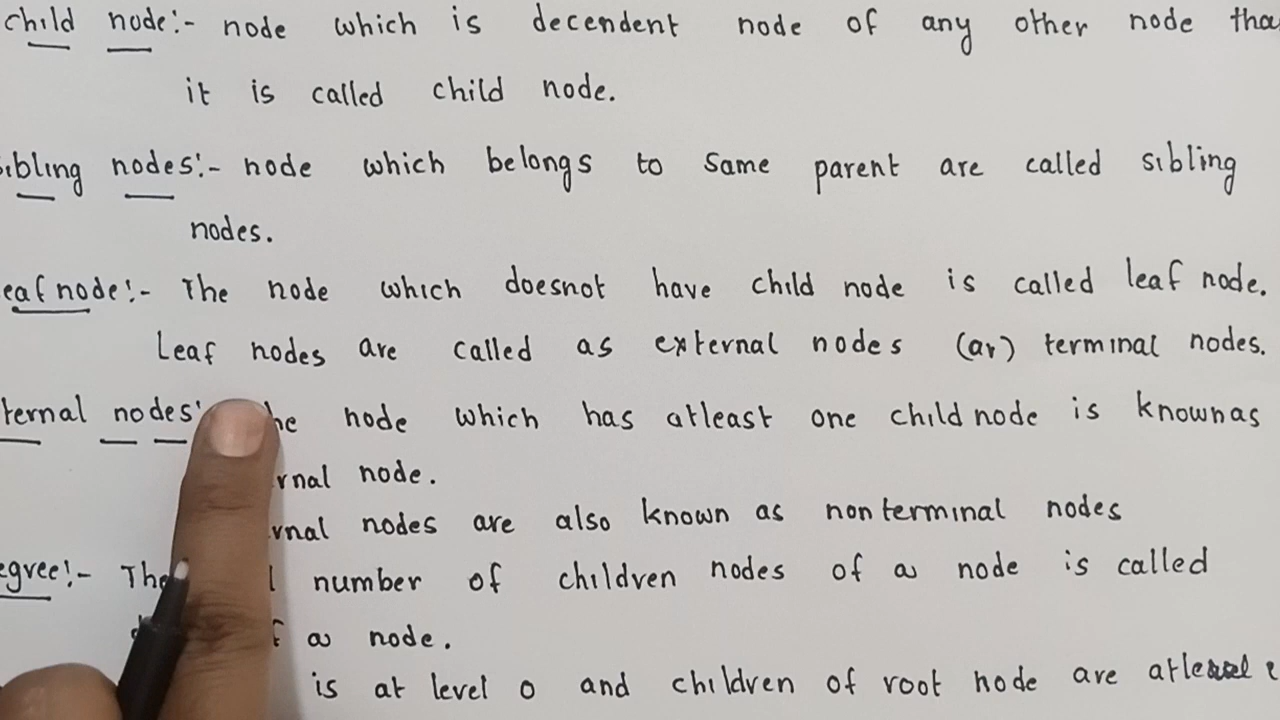 child node:- node which is decendent node of any other node
it is called child node.
sibling nodes:- node which belongs to same parent are called sibling
nodes.
eaf node:- The node which doesnot have child node is called leaf node.
Leaf nodes are called as external nodes (or) terminal nodes.
ternal nodes: he node which has atleast one child node is knownas
rnal node.
rnal nodes are also known as non terminal nodes
egree:- The number of children nodes of a node is called
a node.
is at level 0 and children of root node are